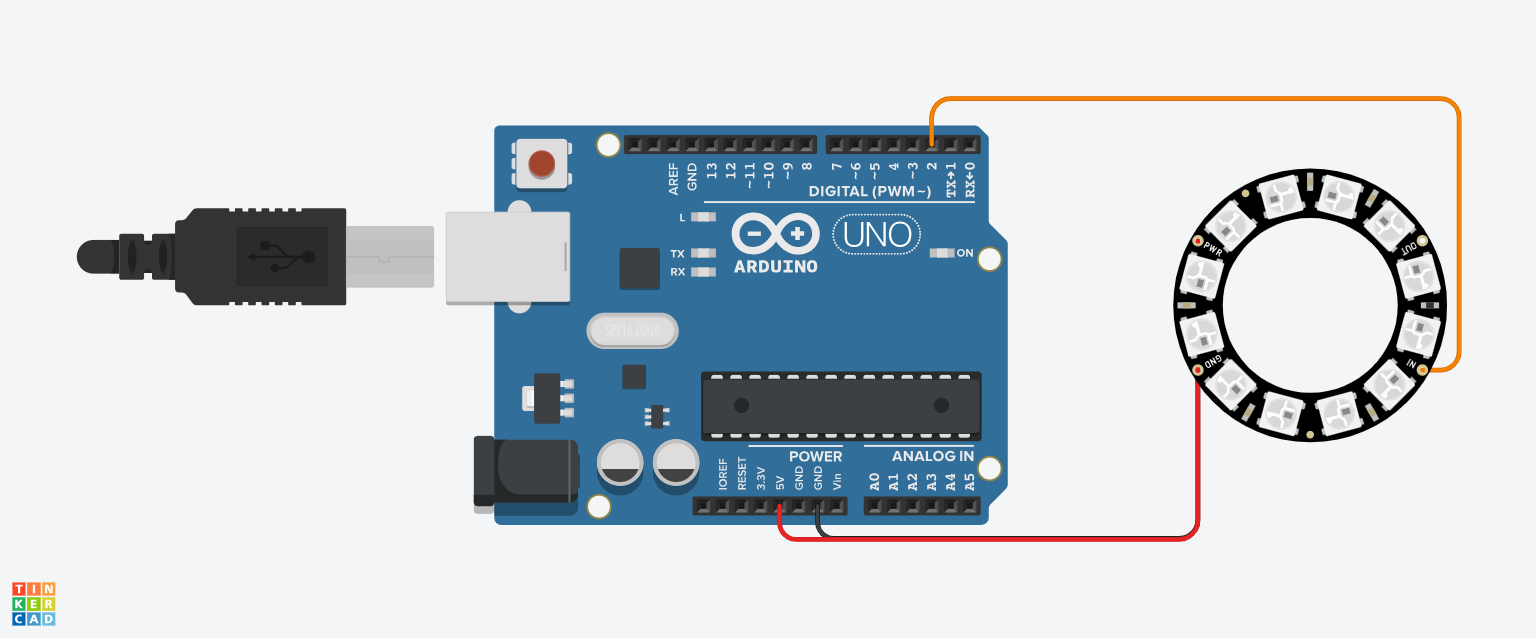 AREF
GND
13
12
~11
~10
~9
8
7
~6
~5
4
~3
2
TX→1
RX←0
DIGITAL (PWM~)
L
TX
RX
ARDUINO
UNO
ON
SPK16.000G
POWER
ANALOG IN
IOREF
RESET
3.3V
5V
GND
GND
Vin
A0
A1
A2
A3
A4
A5
PWR
OUT
GND
IN
TIN
KER
CAD